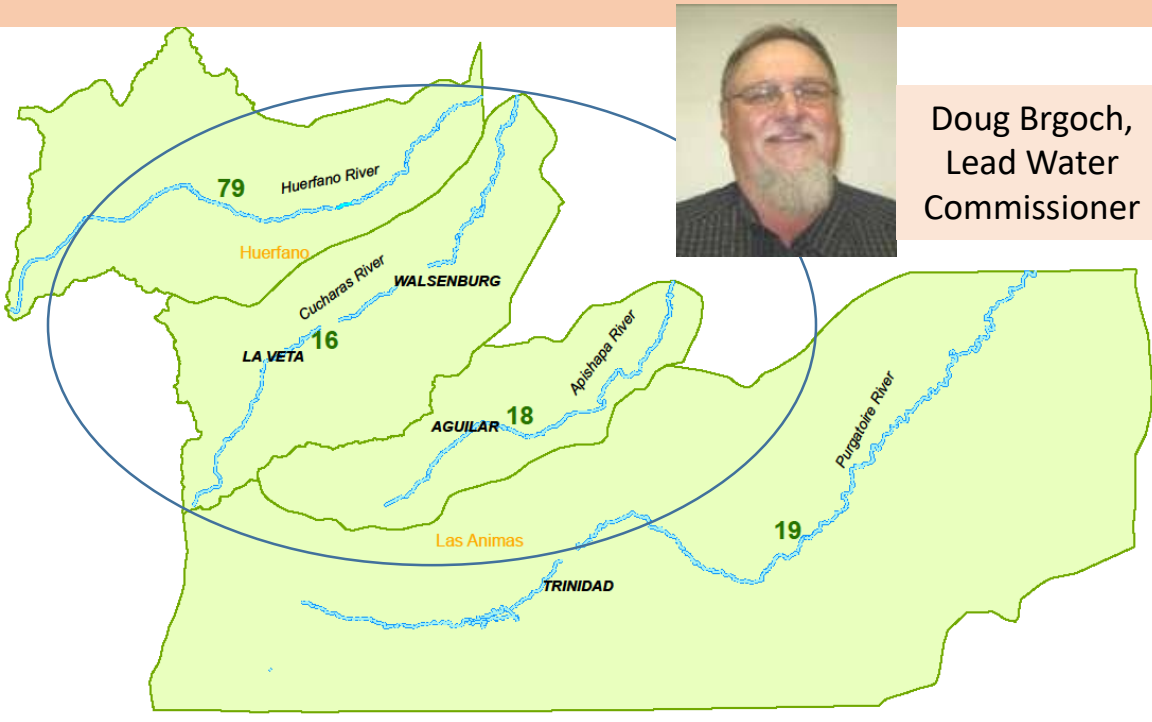 Doug Brgoch,
Lead Water
Commissioner
79
Huerfano River
Huerfano
Cucharas River
WALSENBURG
16
LA VETA
Apishapa River
AGUILAR
18
Purgatoire River
19
Las Animas
TRINIDAD